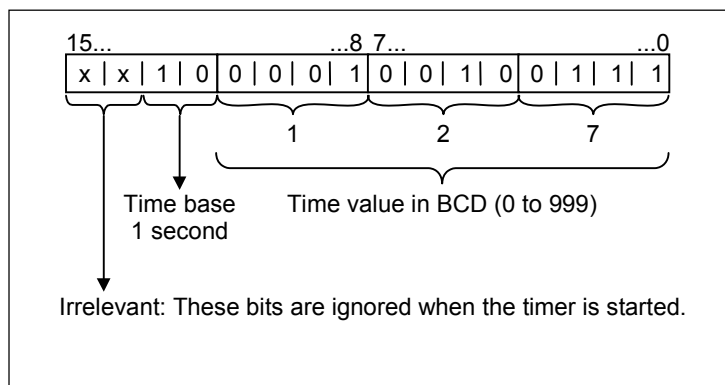 15... ...8 7... ...0
x | x | 1 | 0 | 0 | 0 | 0 | 1 | 0 | 0 | 1 | 0 | 0 | 1 | 1 | 1
1 2 7
Time base Time value in BCD (0 to 999)
1 second
Irrelevant: These bits are ignored when the timer is started.